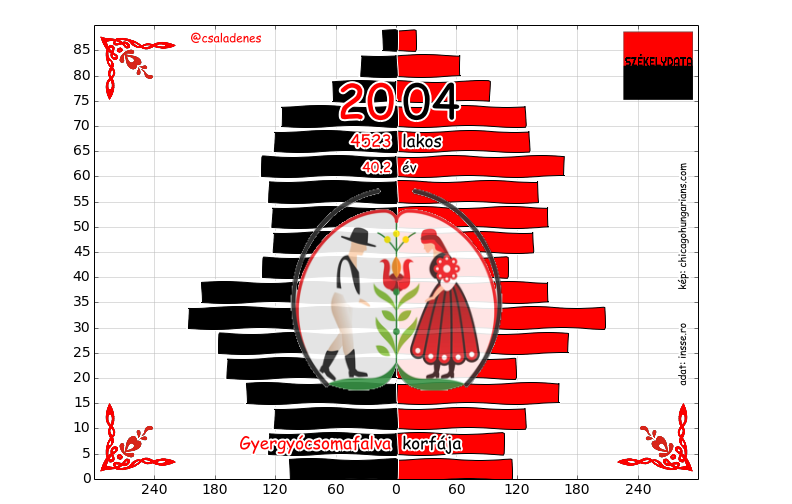 @csaladenes
SZÉKELYDATA
2004
4523 lakos
40.2 év
kép: chicagohungarians.com
adat: insse.ro
Gyergyócsomafalva korfája
85
80
75
70
65
60
55
50
45
40
35
30
25
20
15
10
5
0
240 180 120 60 0 60 120 180 240